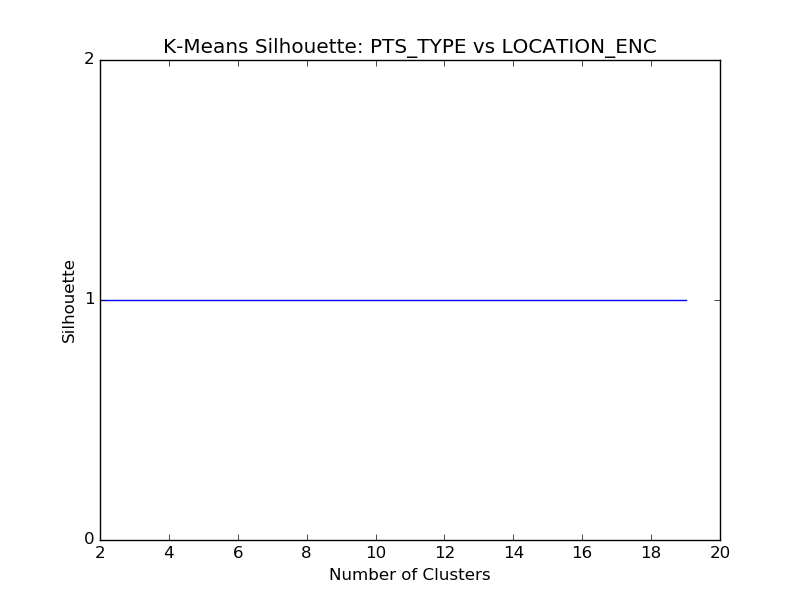 K-Means Silhouette: PTS_TYPE vs LOCATION_ENC
2
1
0
Silhouette
2 4 6 8 10 12 14 16 18 20
Number of Clusters